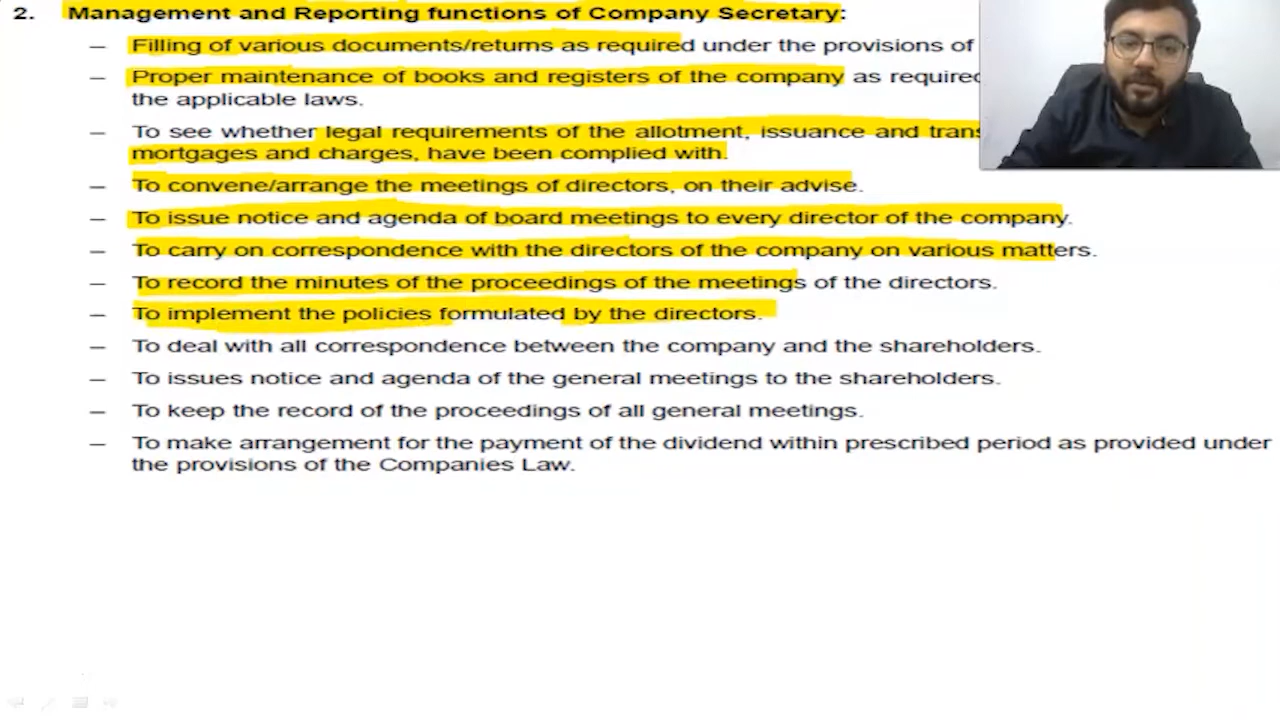 2. Management and Reporting functions of Company Secretary:
– Filling of various documents/returns as required under the provisions of
– Proper maintenance of books and registers of the company as required
the applicable laws.
– To see whether legal requirements of the allotment, issuance and
mortgages and charges, have been complied with.
– To convene/arrange the meetings of directors, on their advise.
– To issue notice and agenda of board meetings to every director of the company.
– To carry on correspondence with the directors of the company on various matters.
– To record the minutes of the proceedings of the meetings of the directors.
– To implement the policies formulated by the directors.
– To deal with all correspondence between the company and the shareholders.
– To issues notice and agenda of the general meetings to the shareholders.
– To keep the record of the proceedings of all general meetings.
– To make arrangement for the payment of the dividend within prescribed period as provided under
the provisions of the Companies Law.